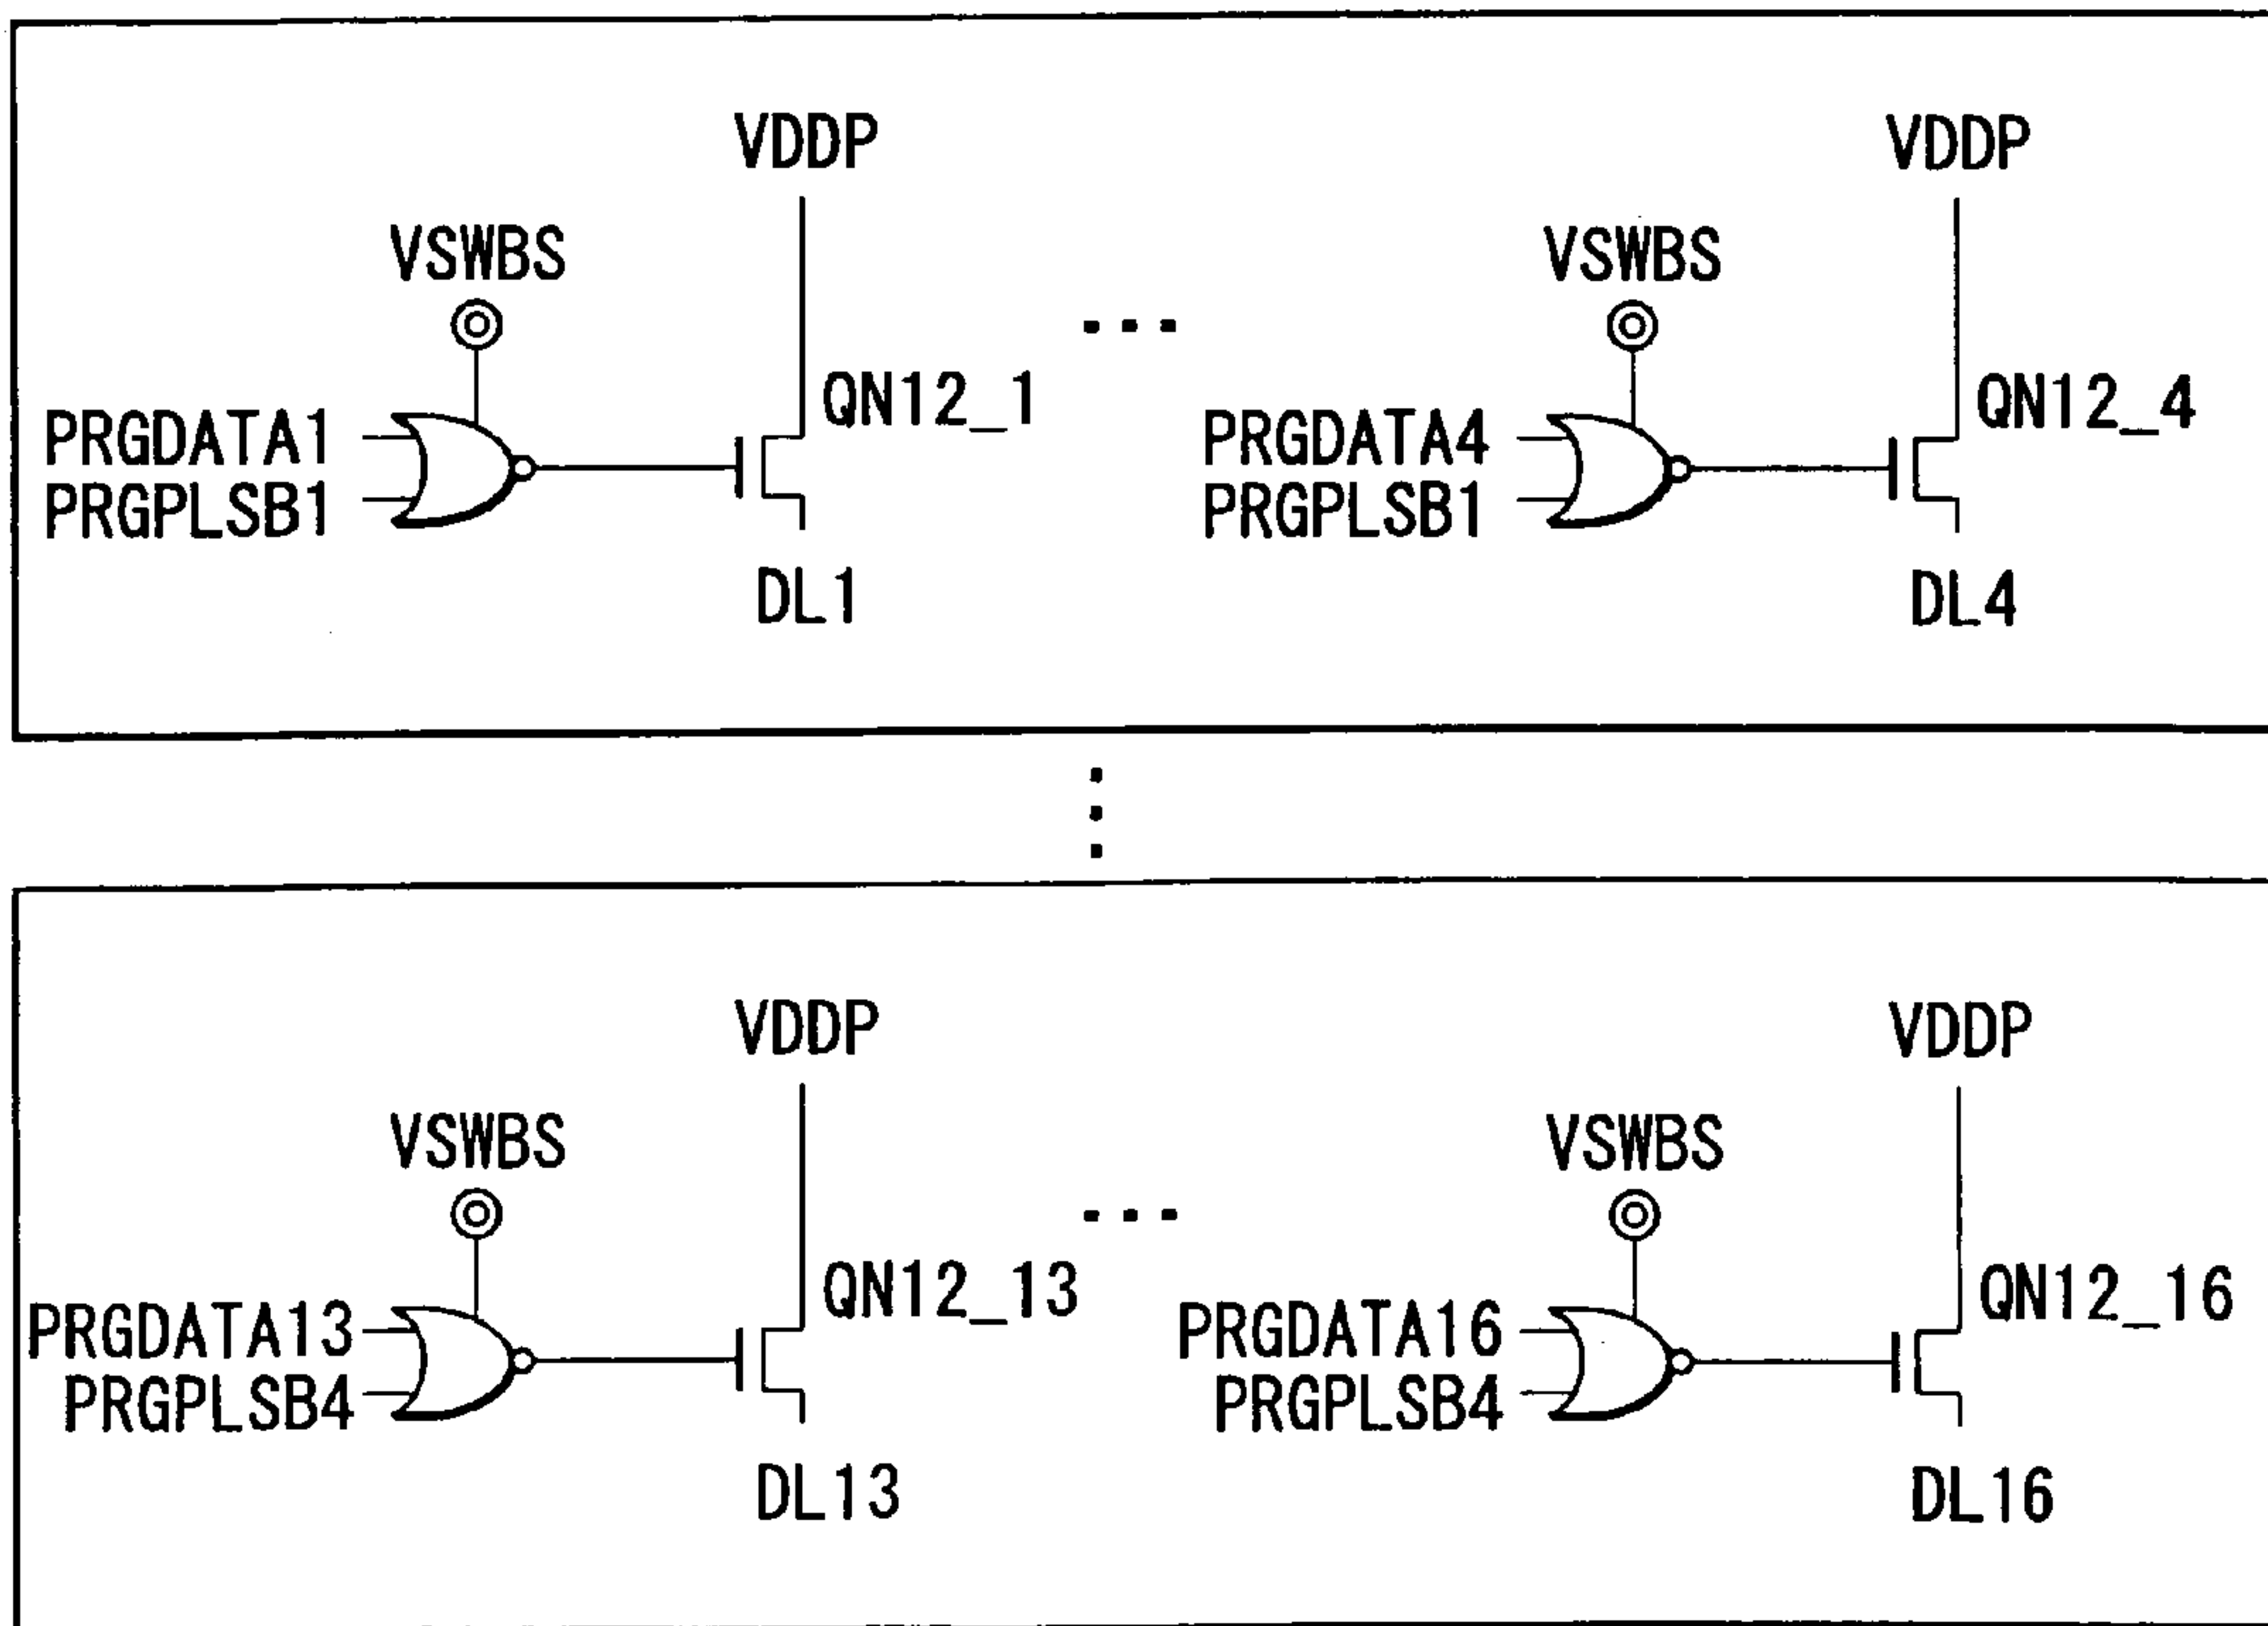 VDDP
VSWBS
QN12_1
PRGDATA1
PRGPLSB1
DL1
...
VDDP
VSWBS
QN12_4
PRGDATA4
PRGPLSB1
DL4
VDDP
VSWBS
QN12_13
PRGDATA13
PRGPLSB4
DL13
...
VDDP
VSWBS
QN12_16
PRGDATA16
PRGPLSB4
DL16